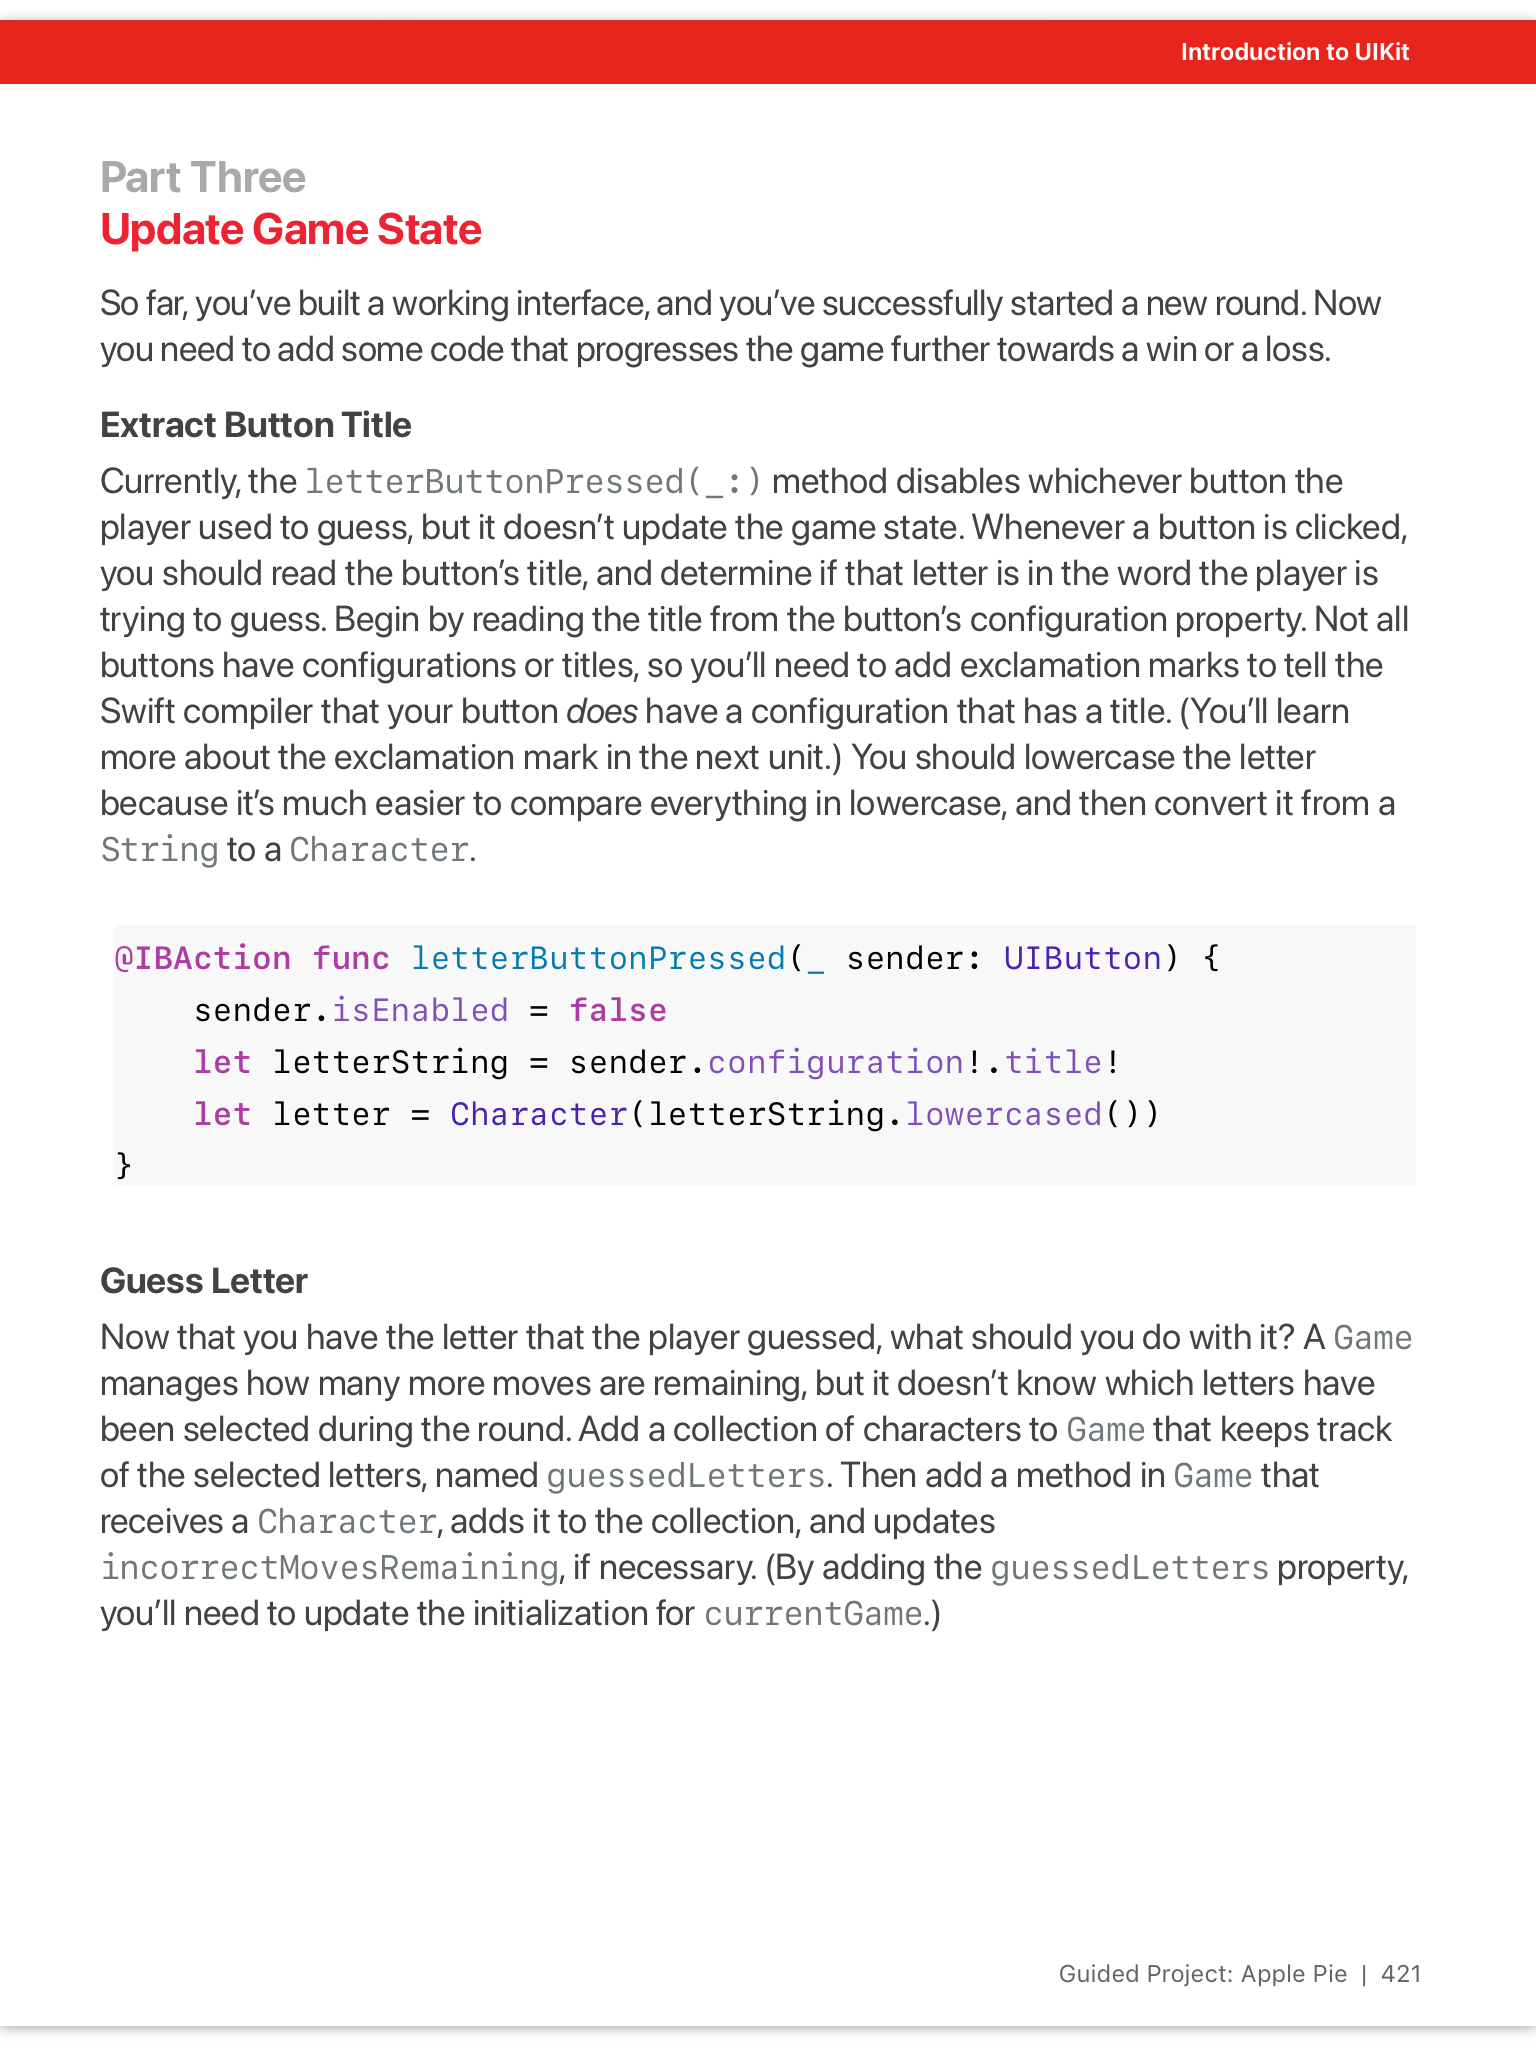 Introduction to UIKit
Part Three
Update Game State
So far, you’ve built a working interface, and you’ve successfully started a new round. Now
you need to add some code that progresses the game further towards a win or a loss.
Extract Button Title
Currently, the letterButtonPressed(_:) method disables whichever button the
player used to guess, but it doesn’t update the game state. Whenever a button is clicked,
you should read the button’s title, and determine if that letter is in the word the player is
trying to guess. Begin by reading the title from the button’s configuration property. Not all
buttons have configurations or titles, so you’ll need to add exclamation marks to tell the
Swift compiler that your button does have a configuration that has a title. (You’ll learn
more about the exclamation mark in the next unit.) You should lowercase the letter
because it’s much easier to compare everything in lowercase, and then convert it from a
String to a Character.
@IBAction func letterButtonPressed(_ sender: UIButton) {
    sender.isEnabled = false
    let letterString = sender.configuration!.title!
    let letter = Character(letterString.lowercased())
}
Guess Letter
Now that you have the letter that the player guessed, what should you do with it? A Game
manages how many more moves are remaining, but it doesn’t know which letters have
been selected during the round. Add a collection of characters to Game that keeps track
of the selected letters, named guessedLetters. Then add a method in Game that
receives a Character, adds it to the collection, and updates
incorrectMovesRemaining, if necessary. (By adding the guessedLetters property,
you’ll need to update the initialization for currentGame.)
Guided Project: Apple Pie | 421